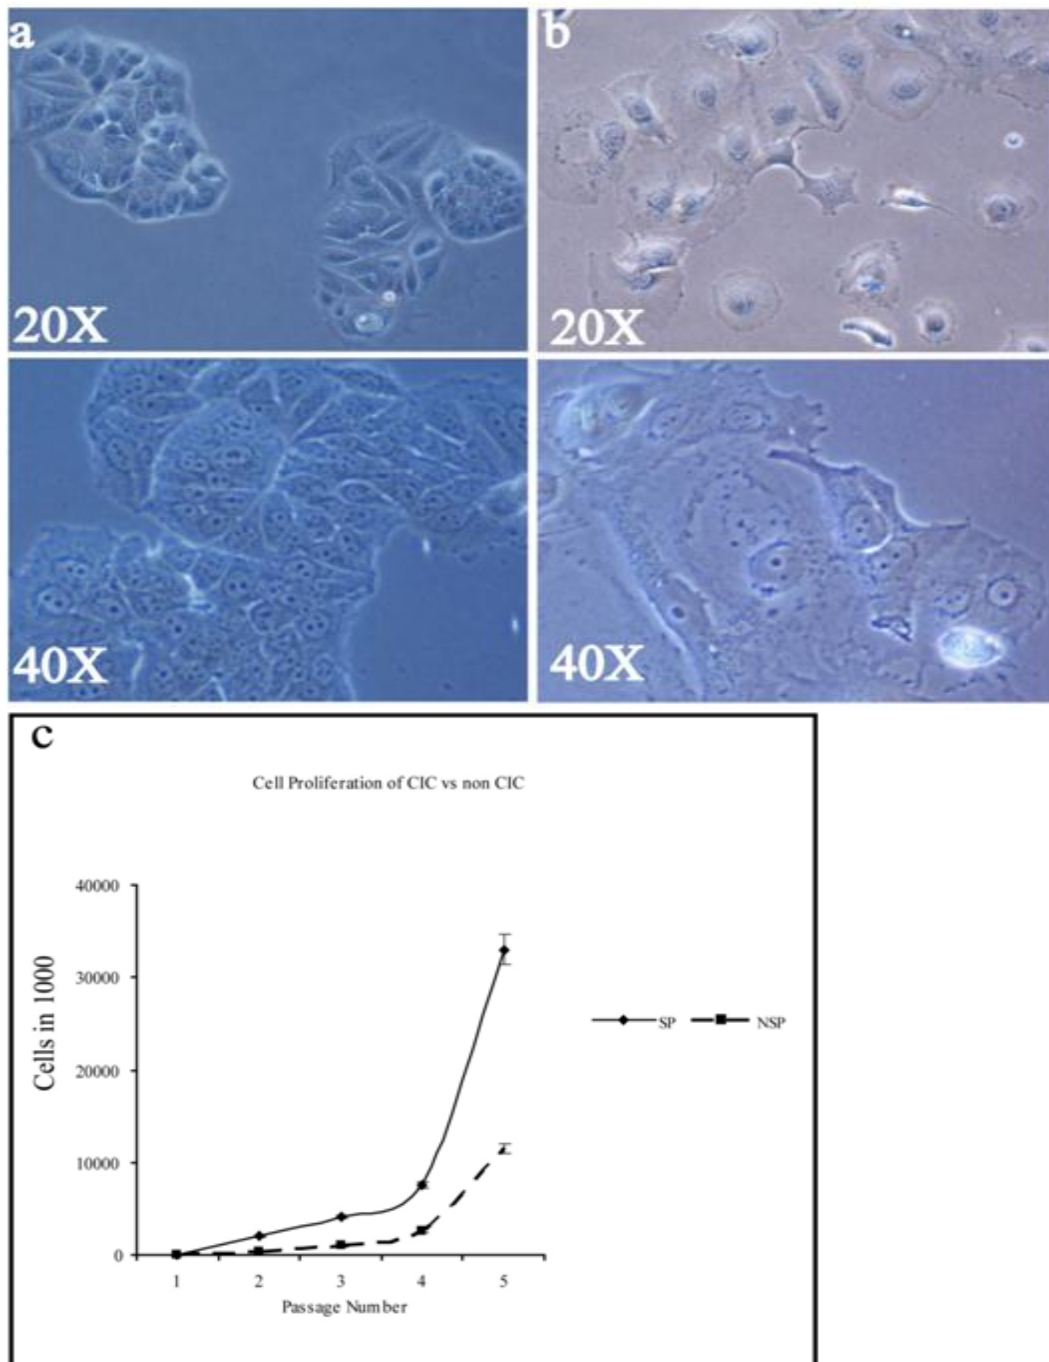 a
b
20X
20X
40X
40X
c
Cell Proliferation of CIC vs non CIC
40000
30000
20000
10000
0
Cells in 1000
1 2 3 4 5
Passage Number
SP NSP